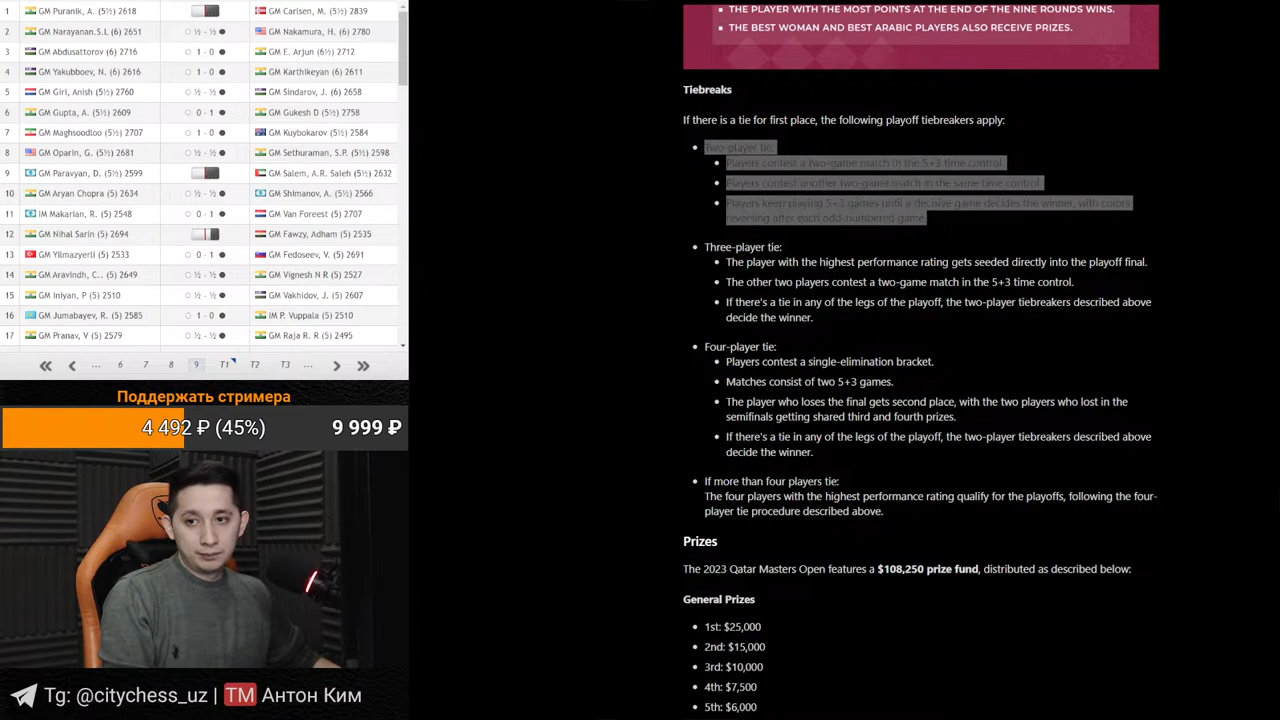 1 GM Puranik, A. (5½) 2618 GM Carlsen, M. (5½) 2839
2 GM Narayanan.S.L (6) 2651 ½ - ½ GM Nakamura, H. (6) 2780
3 GM Abdusattorov (6) 2716 1 - 0 GM E. Arjun (6) 2712
4 GM Yakubboev, N. (6) 2616 1 - 0 GM Karthikeyan (6) 2611
5 GM Giri, Anish (5½) 2760 ½ - ½ GM Sindarov, J. (6) 2658
6 GM Gupta, A. (5½) 2609 0 - 1 GM Gukesh D (5½) 2758
7 GM Maghsoodloo (5½) 2707 1 - 0 GM Kuybokarov (5½) 2584
8 GM Oparin, G. (5½) 2681 ½ - ½ GM Sethuraman, S.P. (5½) 2598
9 GM Paravyan, D. (5½) 2599 GM Salem, A.R. Saleh (5½) 2632
10 GM Aryan Chopra (5) 2634 ½ - ½ GM Shimanov, A. (5) 2566
11 IM Makarian, R. (5) 2548 0 - 1 GM Van Foreest (5) 2707
12 GM Nihal Sarin (5) 2694 GM Fawzy, Adham (5) 2535
13 GM Yilmazyerli (5) 2533 0 - 1 GM Fedoseev, V. (5) 2691
14 GM Aravindh, C.. (5) 2649 ½ - ½ GM Vignesh N R (5) 2527
15 GM Iniyan, P (5) 2510 ½ - ½ GM Vakhidov, J. (5) 2607
16 GM Jumabayev, R. (5) 2585 1 - 0 IM P. Vuppala (5) 2510
17 GM Pranav, V (5) 2579 ½ - ½ GM Raja R. R (5) 2495
... 6 7 8 9 T1 T2 T3 ...
Поддержать стримера
4 492 ₽ (45%) 9 999 ₽
Tg: @citychess_uz | TM Антон Ким
THE PLAYER WITH THE MOST POINTS AT THE END OF THE NINE ROUNDS WINS.
THE BEST WOMAN AND BEST ARABIC PLAYERS ALSO RECEIVE PRIZES.
Tiebreaks
If there is a tie for first place, the following playoff tiebreakers apply:
Two-player tie:
Players contest a two-game match in the 5+3 time control.
Players contest another two-game match in the same time control.
Players keep playing 5+3 games until a decisive game decides the winner, with colors
reversing after each odd-numbered game.
Three-player tie:
The player with the highest performance rating gets seeded directly into the playoff final.
The other two players contest a two-game match in the 5+3 time control.
If there's a tie in any of the legs of the playoff, the two-player tiebreakers described above
decide the winner.
Four-player tie:
Players contest a single-elimination bracket.
Matches consist of two 5+3 games.
The player who loses the final gets second place, with the two players who lost in the
semifinals getting shared third and fourth prizes.
If there's a tie in any of the legs of the playoff, the two-player tiebreakers described above
decide the winner.
If more than four players tie:
The four players with the highest performance rating qualify for the playoffs, following the four-
player tie procedure described above.
Prizes
The 2023 Qatar Masters Open features a $108,250 prize fund, distributed as described below:
General Prizes
1st: $25,000
2nd: $15,000
3rd: $10,000
4th: $7,500
5th: $6,000